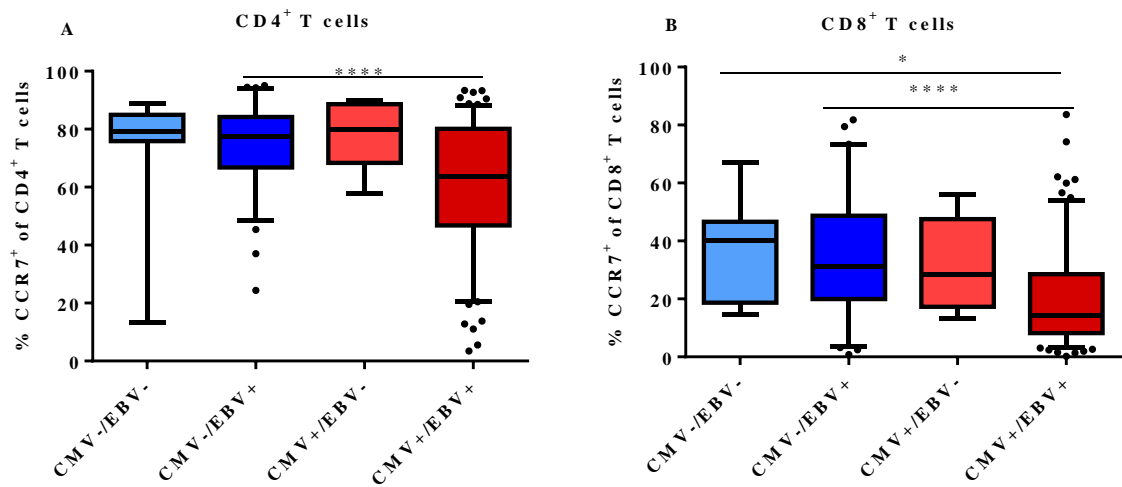 A
CD4+ T cells
% CCR7+ of CD4+ T cells
100
80
60
40
20
0
****
CMV-/EBV-
CMV-/EBV+
CMV+/EBV-
CMV+/EBV+
B
CD8+ T cells
% CCR7+ of CD8+ T cells
100
80
60
40
20
0
*
****
CMV-/EBV-
CMV-/EBV+
CMV+/EBV-
CMV+/EBV+